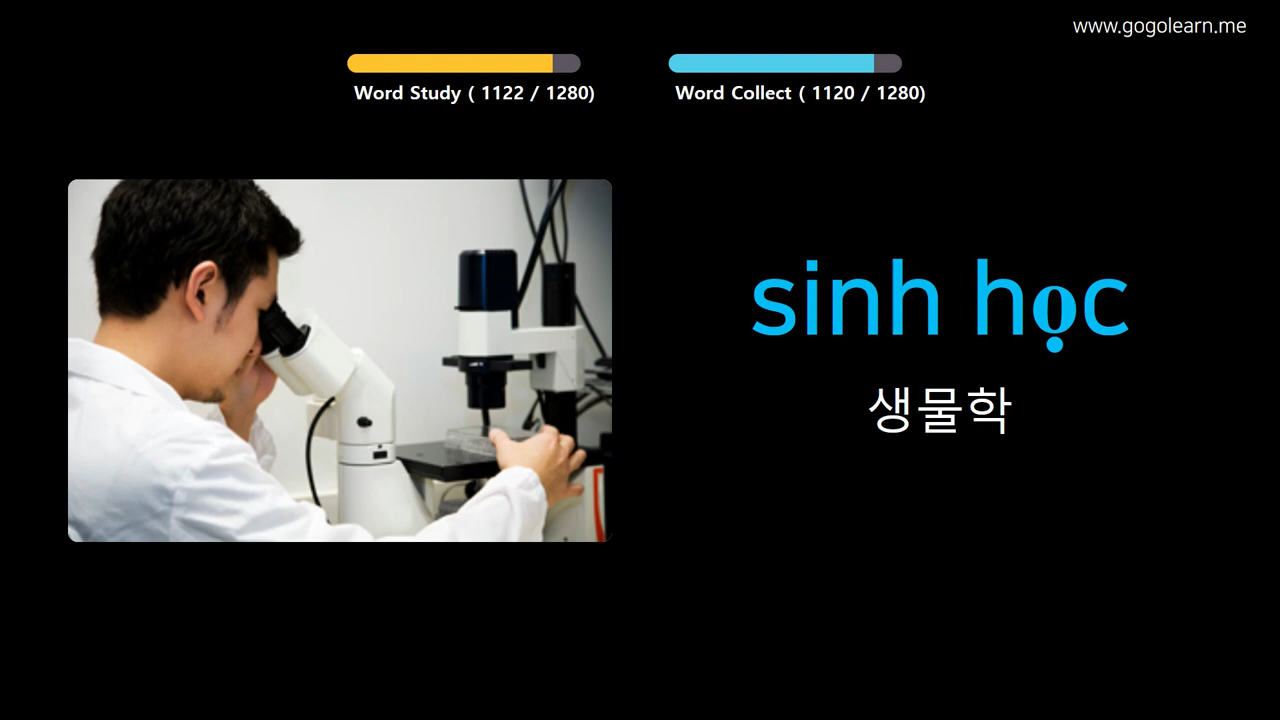 www.gogolearn.me
Word Study ( 1122 / 1280)
Word Collect ( 1120 / 1280)
sinh học
생물학